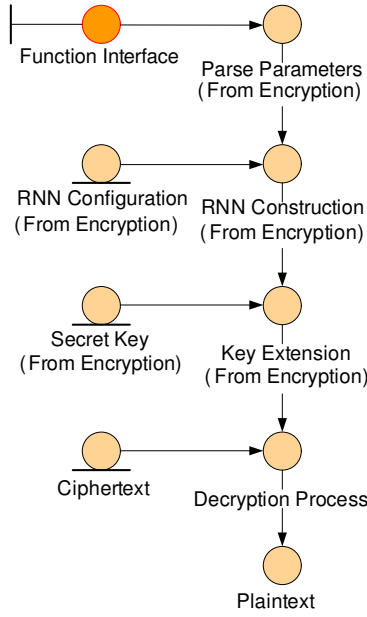 Function Interface
Parse Parameters
(From Encryption)
RNN Configuration
(From Encryption)
RNN Construction
(From Encryption)
Secret Key
(From Encryption)
Key Extension
(From Encryption)
Ciphertext
Decryption Process
Plaintext